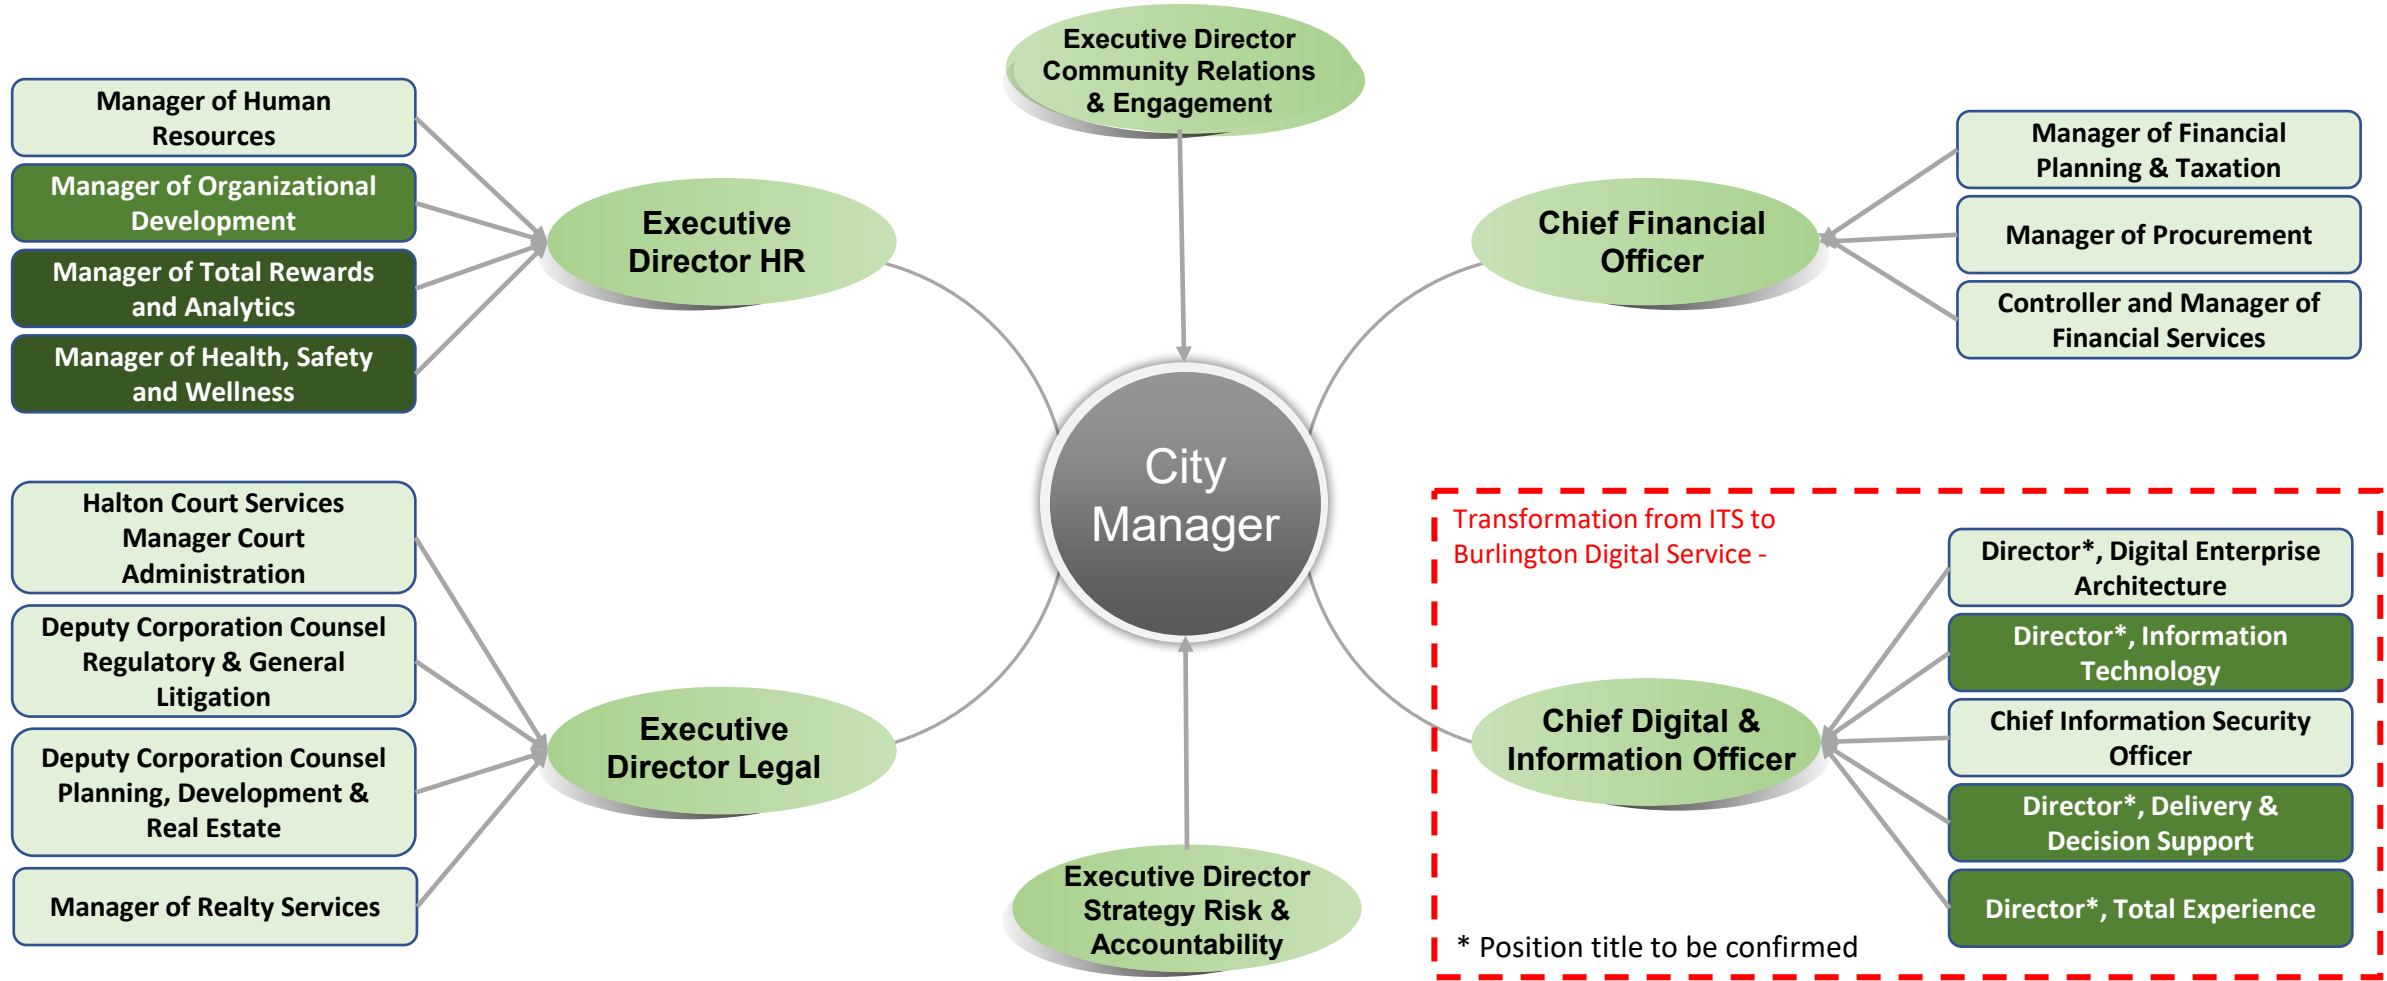 Executive Director
Community Relations
& Engagement
Manager of Human
Resources
Manager of Organizational
Development
Manager of Total Rewards
and Analytics
Manager of Health, Safety
and Wellness
Executive
Director HR
Chief Financial
Officer
Manager of Financial
Planning & Taxation
Manager of Procurement
Controller and Manager of
Financial Services
City
Manager
Halton Court Services
Manager Court
Administration
Deputy Corporation Counsel
Regulatory & General
Litigation
Deputy Corporation Counsel
Planning, Development &
Real Estate
Manager of Realty Services
Executive
Director Legal
Executive Director
Strategy Risk &
Accountability
Transformation from ITS to
Burlington Digital Service -
Chief Digital &
Information Officer
Director*, Digital Enterprise
Architecture
Director*, Information
Technology
Chief Information Security
Officer
Director*, Delivery &
Decision Support
Director*, Total Experience
* Position title to be confirmed